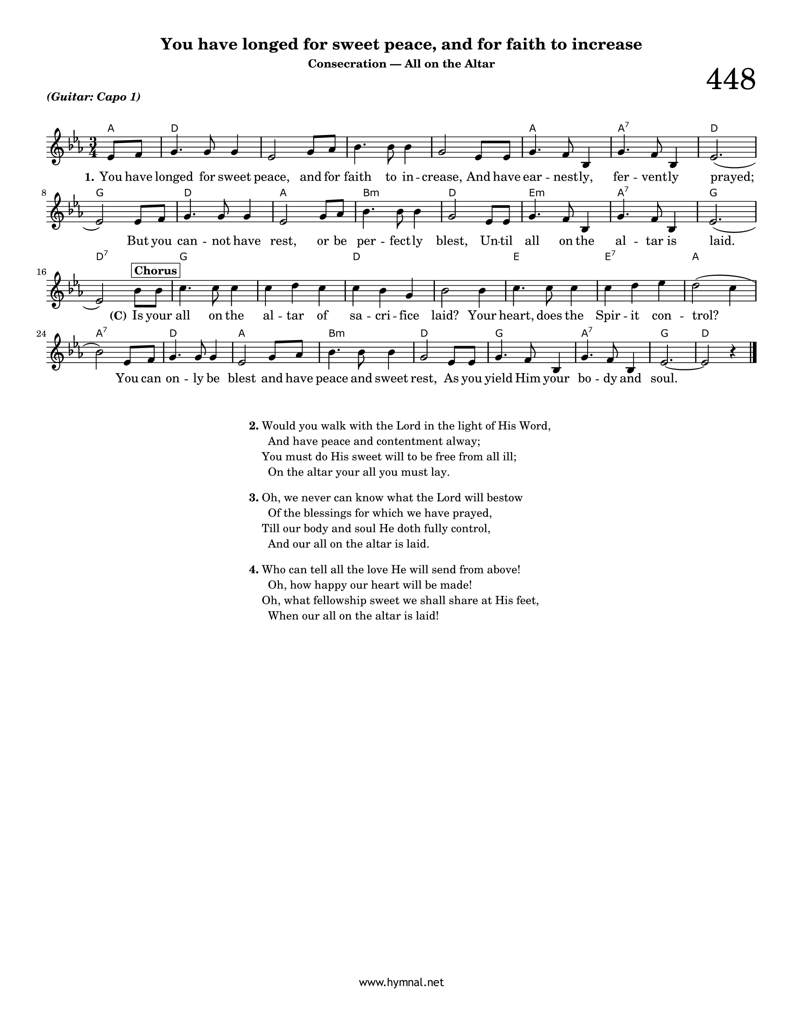 You have longed for sweet peace, and for faith to increase
Consecration — All on the Altar
448
(Guitar: Capo 1)
A D A A7 D
3 4
1. You have longed for sweet peace, and for faith to in - crease, And have ear - nestly, fer - vently prayed;
8 G D A Bm D Em A7 G
But you can - not have rest, or be per - fectly blest, Until all on the al - tar is laid.
D7 G D E E7 A
16 Chorus
(C) Is your all on the al - tar of sa - cri - fice laid? Your heart, does the Spir - it con - trol?
24 A7 D A Bm D G A7 G D
You can on - ly be blest and have peace and sweet rest, As you yield Him your bo - dy and soul.
2. Would you walk with the Lord in the light of His Word,
And have peace and contentment alway;
You must do His sweet will to be free from all ill;
On the altar your all you must lay.
3. Oh, we never can know what the Lord will bestow
Of the blessings for which we have prayed,
Till our body and soul He doth fully control,
And our all on the altar is laid.
4. Who can tell all the love He will send from above!
Oh, how happy our heart will be made!
Oh, what fellowship sweet we shall share at His feet,
When our all on the altar is laid!
www.hymnal.net